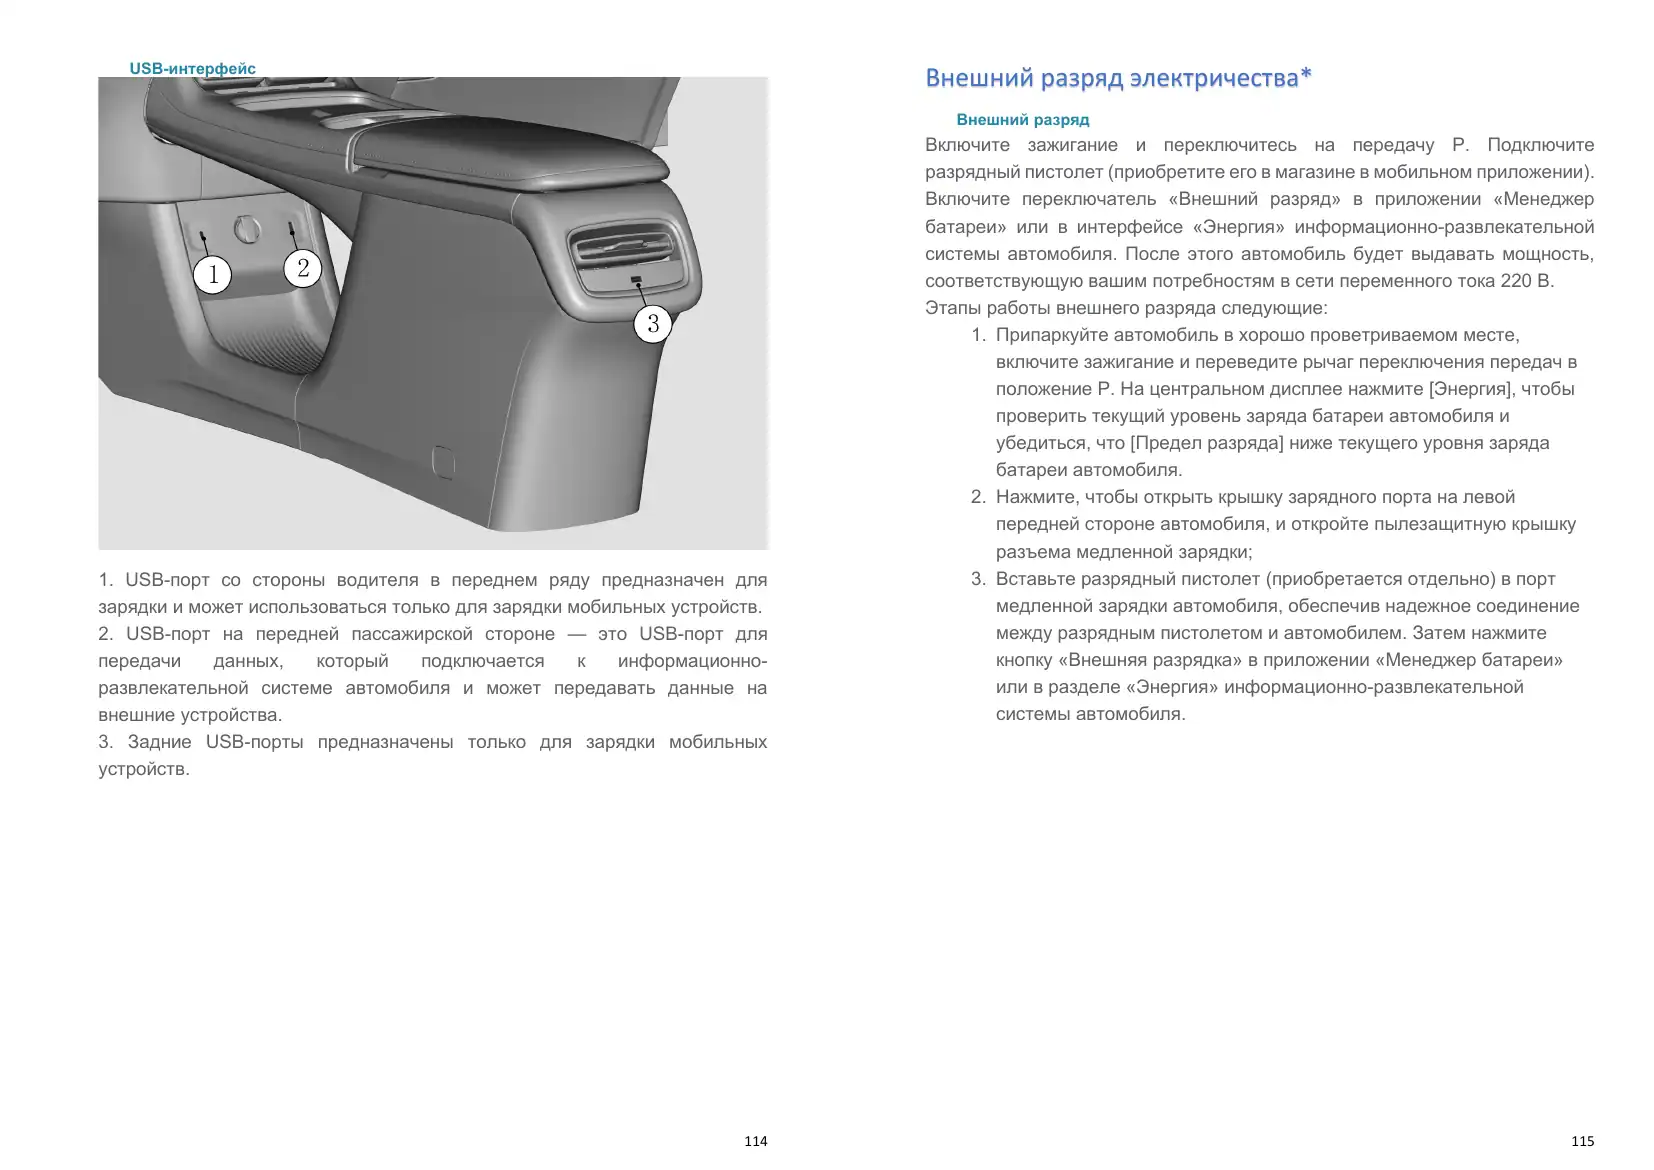 USB-интерфейс
1
2
3
1. USB-порт со стороны водителя в переднем ряду предназначен для
зарядки и может использоваться только для зарядки мобильных устройств.
2. USB-порт на передней пассажирской стороне — это USB-порт для
передачи данных, который подключается к информационно-
развлекательной системе автомобиля и может передавать данные на
внешние устройства.
3. Задние USB-порты предназначены только для зарядки мобильных
устройств.
114
Внешний разряд электричества*
Внешний разряд
Включите зажигание и переключитесь на передачу P. Подключите
разрядный пистолет (приобретите его в магазине в мобильном приложении).
Включите переключатель «Внешний разряд» в приложении «Менеджер
батареи» или в интерфейсе «Энергия» информационно-развлекательной
системы автомобиля. После этого автомобиль будет выдавать мощность,
соответствующую вашим потребностям в сети переменного тока 220 В.
Этапы работы внешнего разряда следующие:
1. Припаркуйте автомобиль в хорошо проветриваемом месте,
включите зажигание и переведите рычаг переключения передач в
положение P. На центральном дисплее нажмите [Энергия], чтобы
проверить текущий уровень заряда батареи автомобиля и
убедиться, что [Предел разряда] ниже текущего уровня заряда
батареи автомобиля.
2. Нажмите, чтобы открыть крышку зарядного порта на левой
передней стороне автомобиля, и откройте пылезащитную крышку
разъема медленной зарядки;
3. Вставьте разрядный пистолет (приобретается отдельно) в порт
медленной зарядки автомобиля, обеспечив надежное соединение
между разрядным пистолетом и автомобилем. Затем нажмите
кнопку «Внешняя разрядка» в приложении «Менеджер батареи»
или в разделе «Энергия» информационно-развлекательной
системы автомобиля.
115